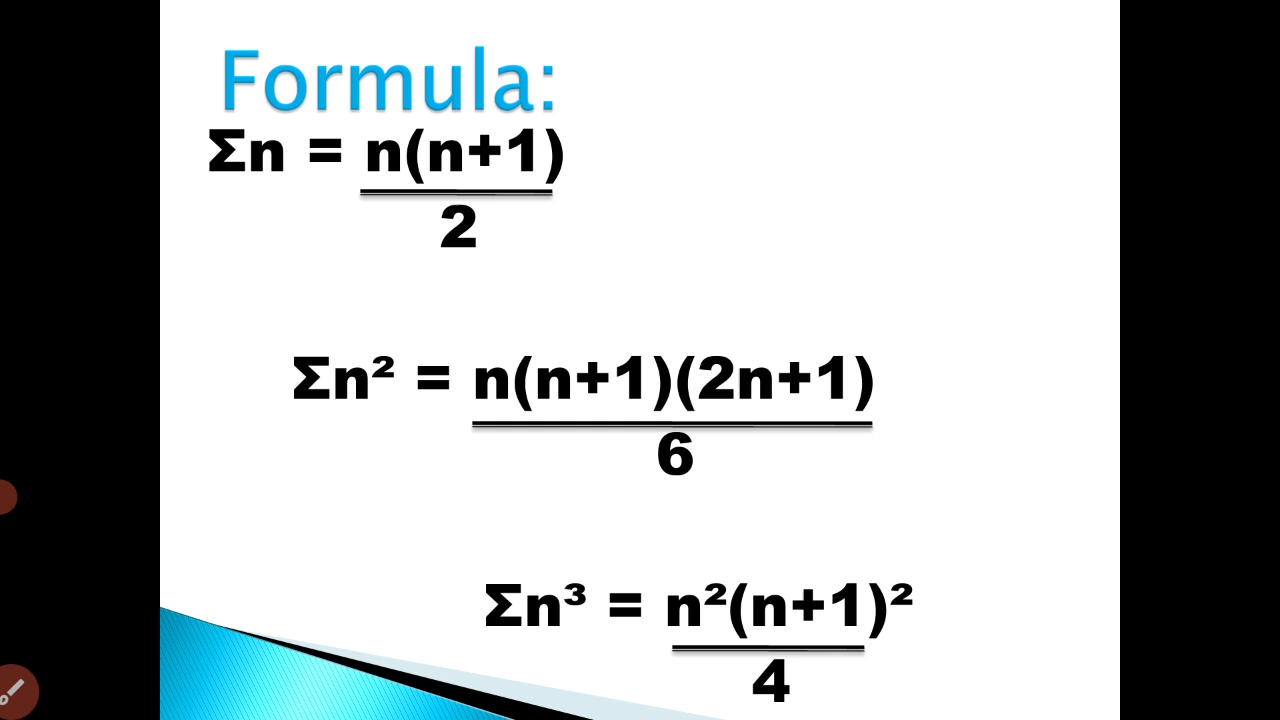 Formula:
Σn = n(n+1)
2
Σn² = n(n+1)(2n+1)
6
Σn³ = n²(n+1)²
4